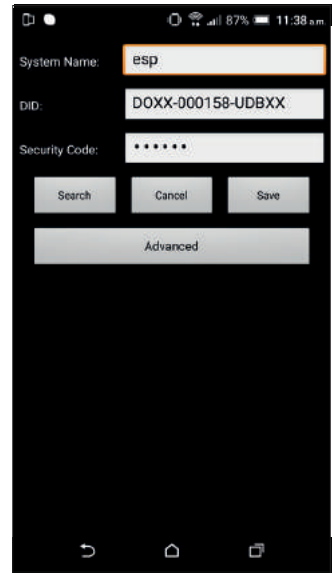 87% 11:38 am
System Name: esp
DID: DOXX-000158-UDBXX
Security Code: ••••••
Search Cancel Save
Advanced